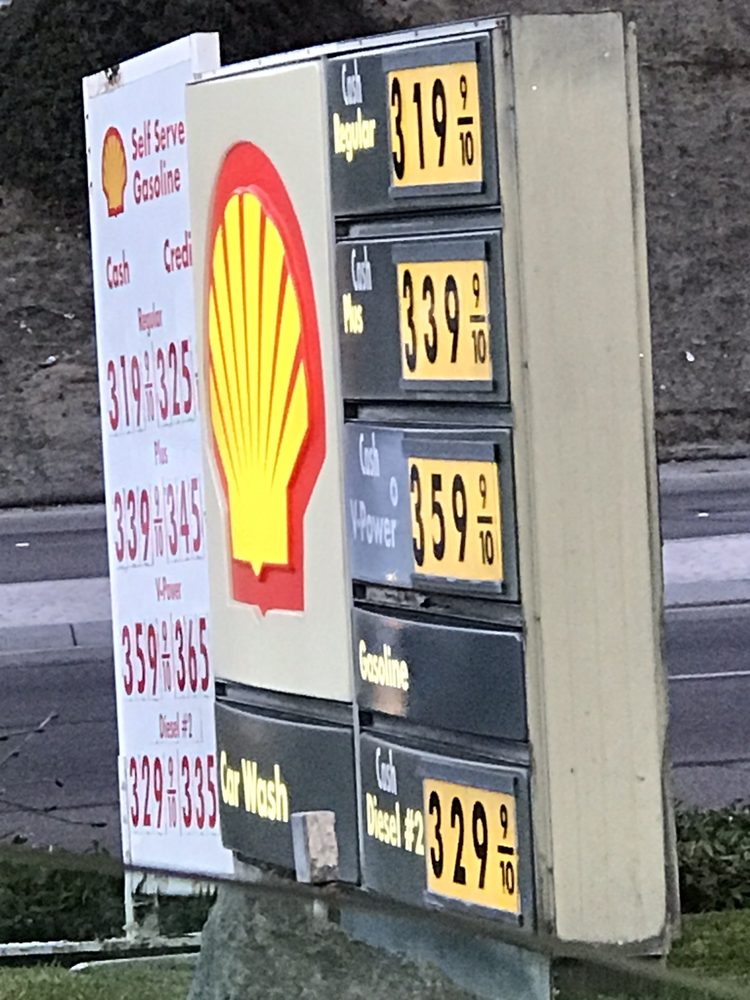 Self Serve
Gasoline
Cash Credi
Regular
319 9/10 325
Plus
339 9/10 345
V-Power
359 9/10 365
Diesel #2
329 9/10 335
Car Wash
Cash
Regular
319 9/10
Cash
Plus
339 9/10
Cash
V-Power
359 9/10
Gasoline
Cash
Diesel #2
329 9/10